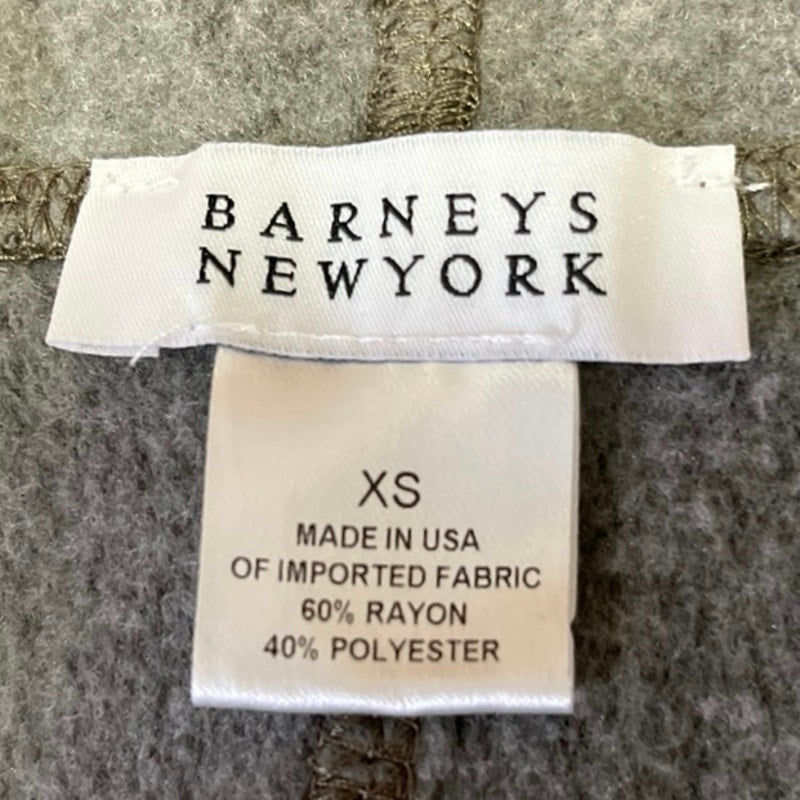 BARNEYS
NEWYORK
XS
MADE IN USA
OF IMPORTED FABRIC
60% RAYON
40% POLYESTER